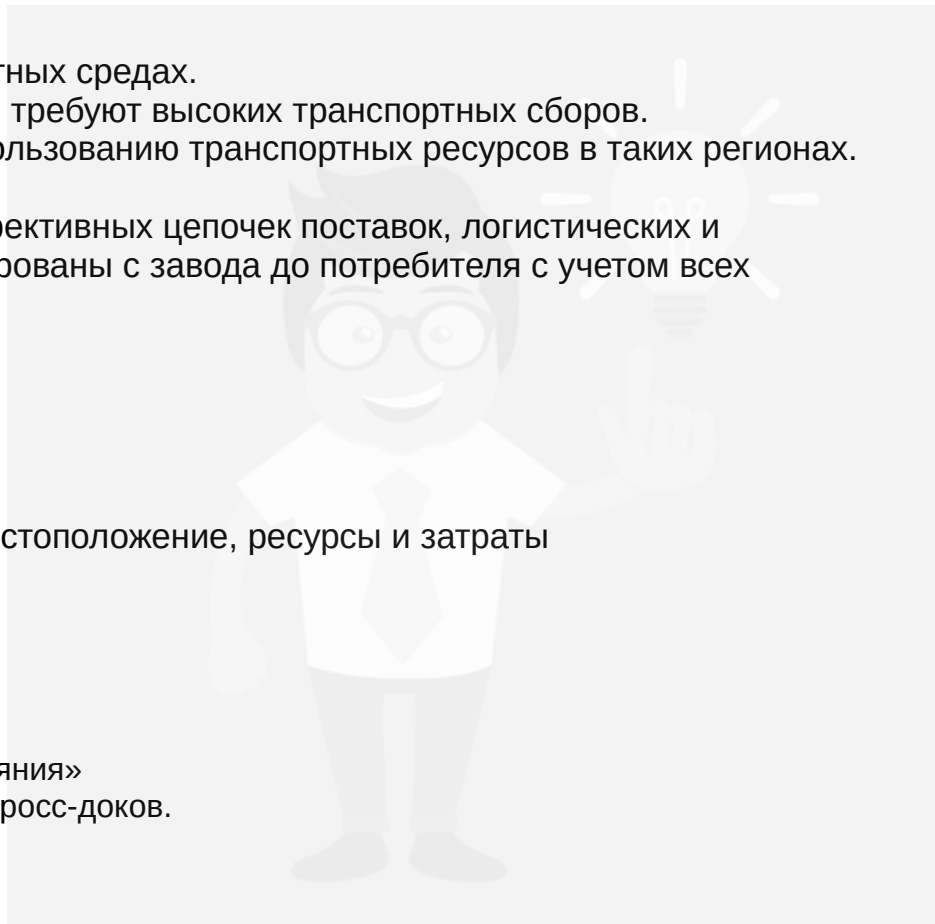 тных средах.
требуют высоких транспортных сборов.
ользованию транспортных ресурсов в таких регионах.
ективных цепочек поставок, логистических и
рованы с завода до потребителя с учетом всех
стоположение, ресурсы и затраты
яния»
росс-доков.